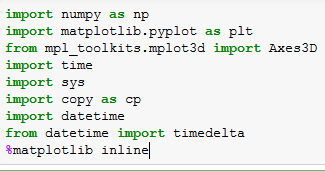 import numpy as np
import matplotlib.pyplot as plt
from mpl_toolkits.mplot3d import Axes3D
import time
import sys
import copy as cp
import datetime
from datetime import timedelta
%matplotlib inline